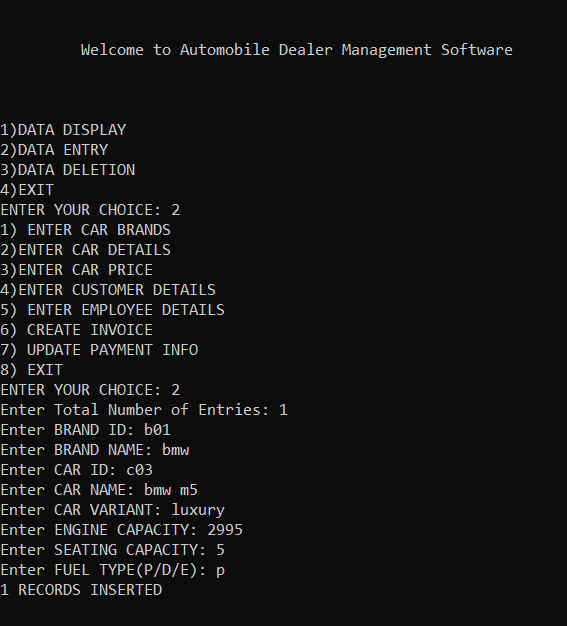 Welcome to Automobile Dealer Management Software
1)DATA DISPLAY
2)DATA ENTRY
3)DATA DELETION
4)EXIT
ENTER YOUR CHOICE: 2
1) ENTER CAR BRANDS
2)ENTER CAR DETAILS
3)ENTER CAR PRICE
4)ENTER CUSTOMER DETAILS
5) ENTER EMPLOYEE DETAILS
6) CREATE INVOICE
7) UPDATE PAYMENT INFO
8) EXIT
ENTER YOUR CHOICE: 2
Enter Total Number of Entries: 1
Enter BRAND ID: b01
Enter BRAND NAME: bmw
Enter CAR ID: c03
Enter CAR NAME: bmw m5
Enter CAR VARIANT: luxury
Enter ENGINE CAPACITY: 2995
Enter SEATING CAPACITY: 5
Enter FUEL TYPE(P/D/E): p
1 RECORDS INSERTED